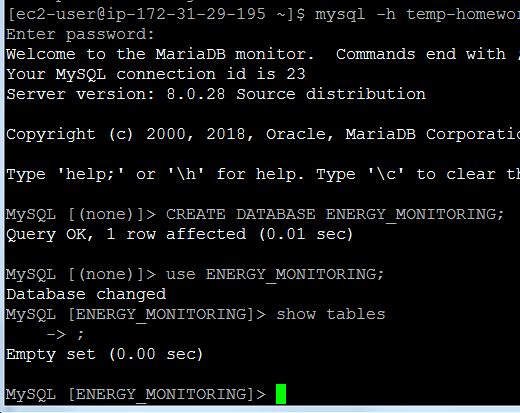 [ec2-user@ip-172-31-29-195 ~]$ mysql -h temp-homewor
Enter password:
Welcome to the MariaDB monitor.  Commands end with ;
Your MySQL connection id is 23
Server version: 8.0.28 Source distribution
Copyright (c) 2000, 2018, Oracle, MariaDB Corporatio
Type 'help;' or '\h' for help. Type '\c' to clear th
MySQL [(none)]> CREATE DATABASE ENERGY_MONITORING;
Query OK, 1 row affected (0.01 sec)
MySQL [(none)]> use ENERGY_MONITORING;
Database changed
MySQL [ENERGY_MONITORING]> show tables
    -> ;
Empty set (0.00 sec)
MySQL [ENERGY_MONITORING]>